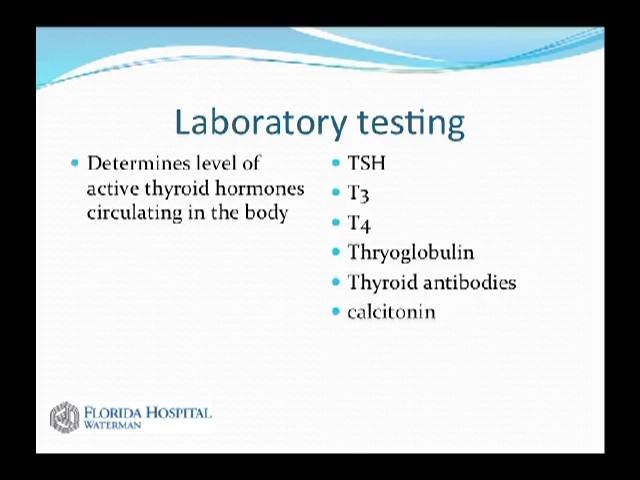 Laboratory testing
• Determines level of
active thyroid hormones
circulating in the body
• TSH
• T3
• T4
• Thryoglobulin
• Thyroid antibodies
• calcitonin
FLORIDA HOSPITAL
WATERMAN